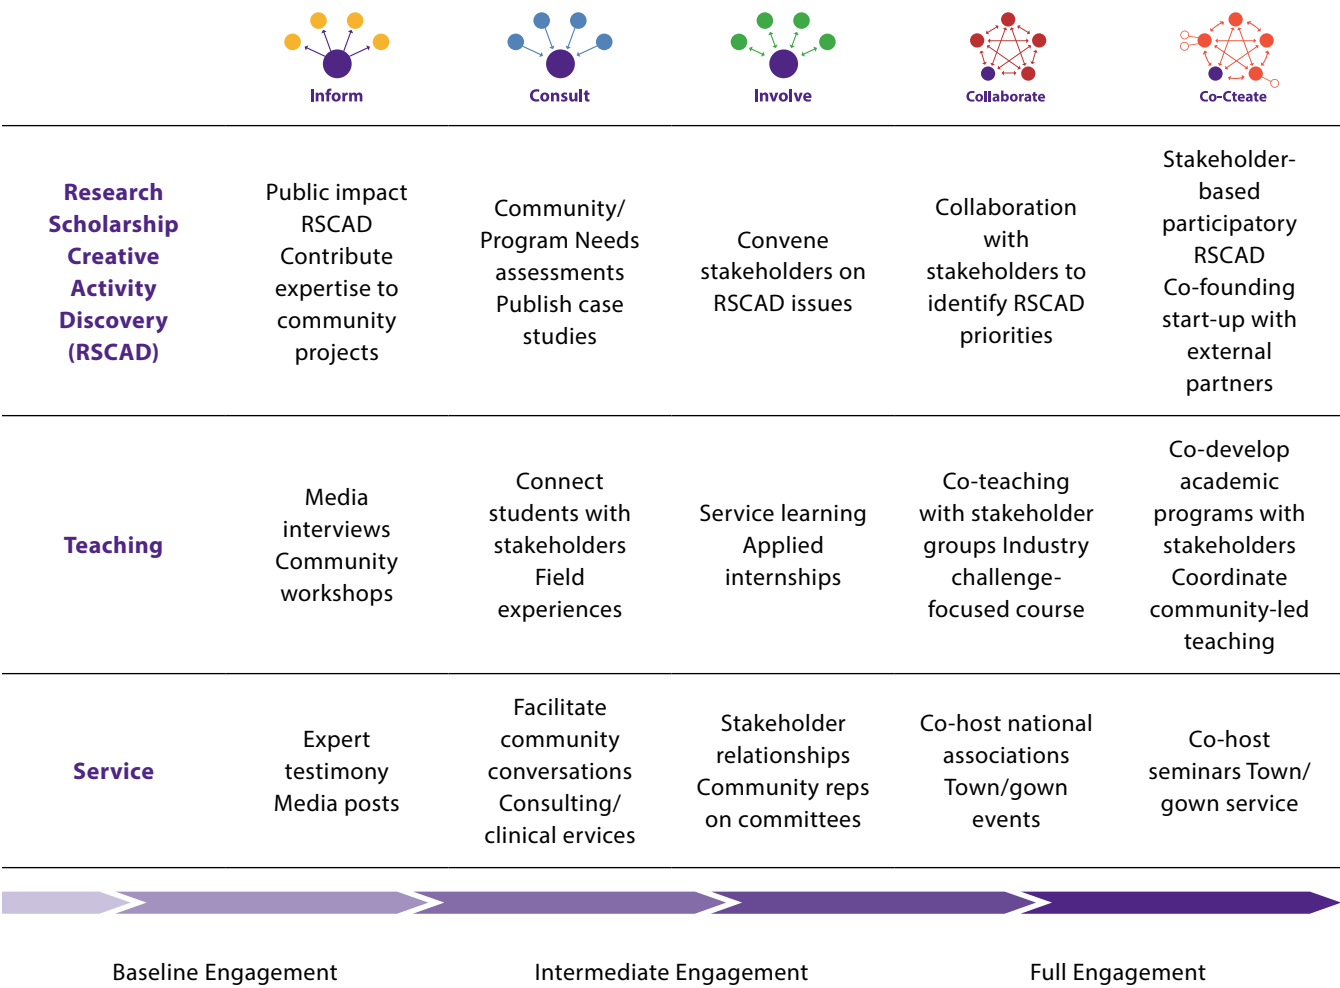 Inform
Consult
Involve
Collaborate
Co-Cteate
Research
Scholarship
Creative
Activity
Discovery
(RSCAD)
Public impact
RSCAD
Contribute
expertise to
community
projects
Community/
Program Needs
assessments
Publish case
studies
Convene
stakeholders on
RSCAD issues
Collaboration
with
stakeholders to
identify RSCAD
priorities
Stakeholder-
based
participatory
RSCAD
Co-founding
start-up with
external
partners
Teaching
Media
interviews
Community
workshops
Connect
students with
stakeholders
Field
experiences
Service learning
Applied
internships
Co-teaching
with stakeholder
groups Industry
challenge-
focused course
Co-develop
academic
programs with
stakeholders
Coordinate
community-led
teaching
Service
Expert
testimony
Media posts
Facilitate
community
conversations
Consulting/
clinical ervices
Stakeholder
relationships
Community reps
on committees
Co-host national
associations
Town/gown
events
Co-host
seminars Town/
gown service
Baseline Engagement
Intermediate Engagement
Full Engagement